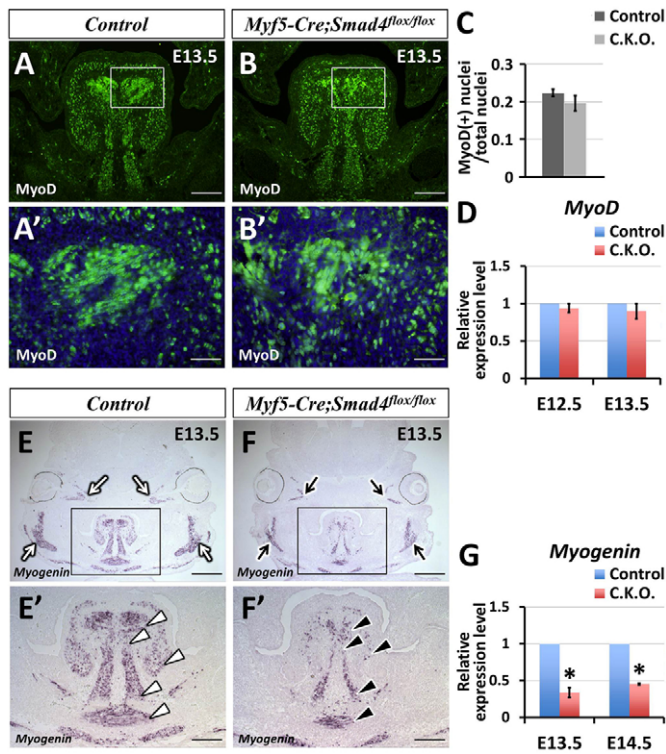 Control
Myf5-Cre;Smad4flox/flox
A
E13.5
MyoD
B
E13.5
MyoD
A'
MyoD
B'
MyoD
C
Control
C.K.O.
MyoD(+) nuclei
/total nuclei
0.3
0.2
0.1
0
D
MyoD
Control
C.K.O.
Relative
expression level
1.5
1
0.5
0
E12.5
E13.5
Control
Myf5-Cre;Smad4flox/flox
E
E13.5
Myogenin
F
E13.5
Myogenin
E'
Myogenin
F'
Myogenin
G
Myogenin
Control
C.K.O.
Relative
expression level
1.5
1
0.5
0
*
*
E13.5
E14.5